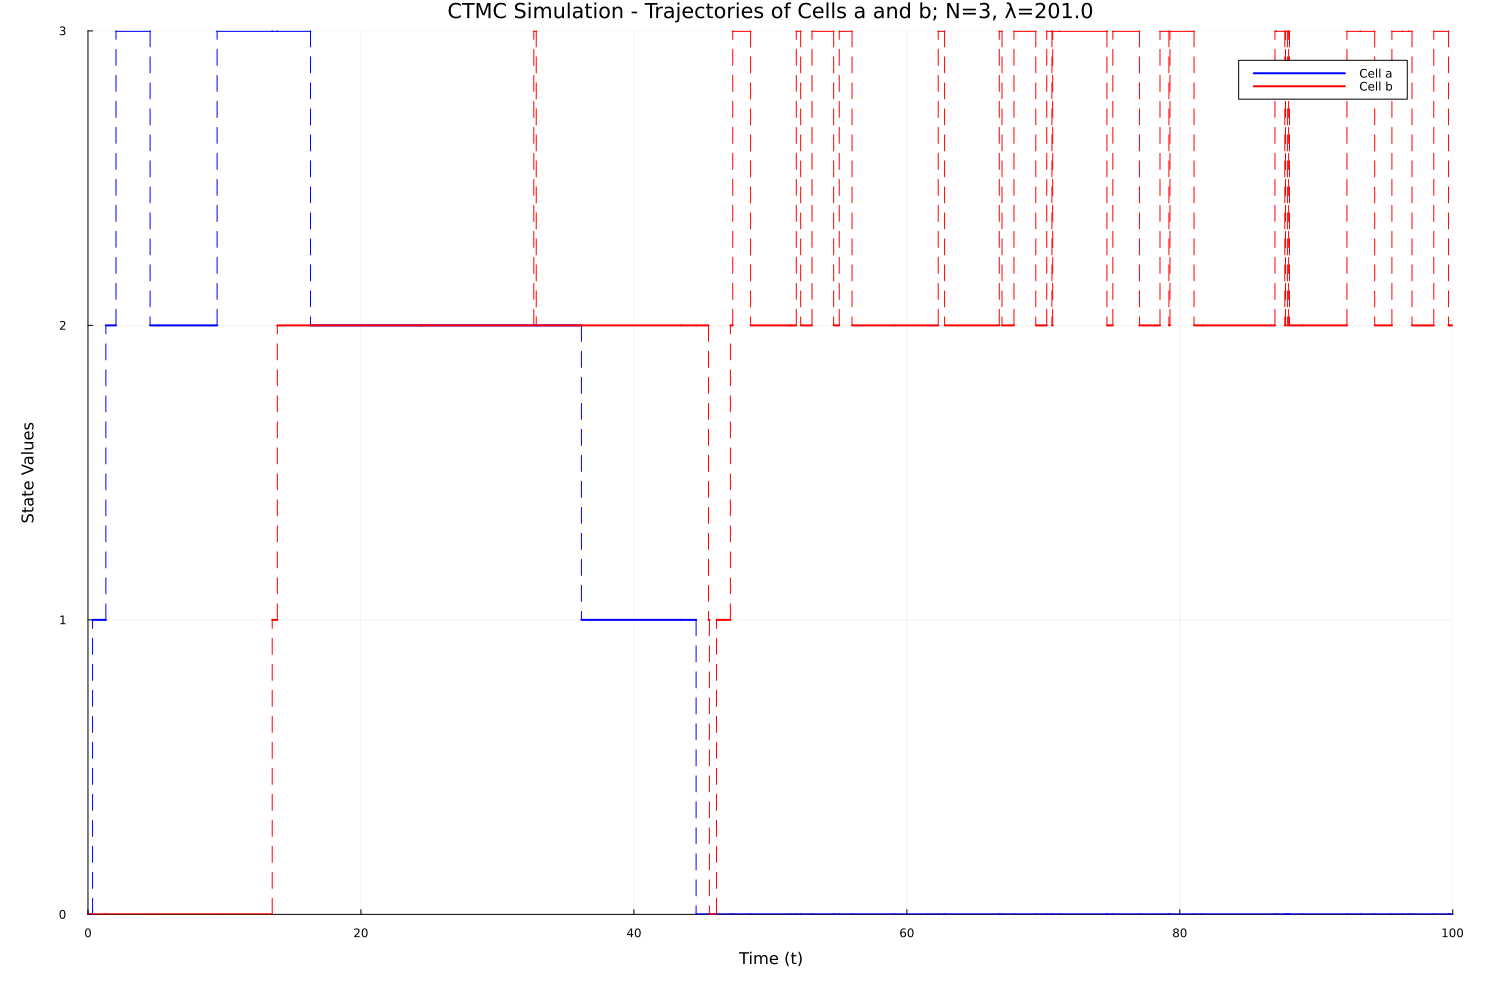 CTMC Simulation - Trajectories of Cells a and b; N=3, λ=201.0
3
Cell a
Cell b
2
State Values
1
0
0 20 40 60 80 100
Time (t)